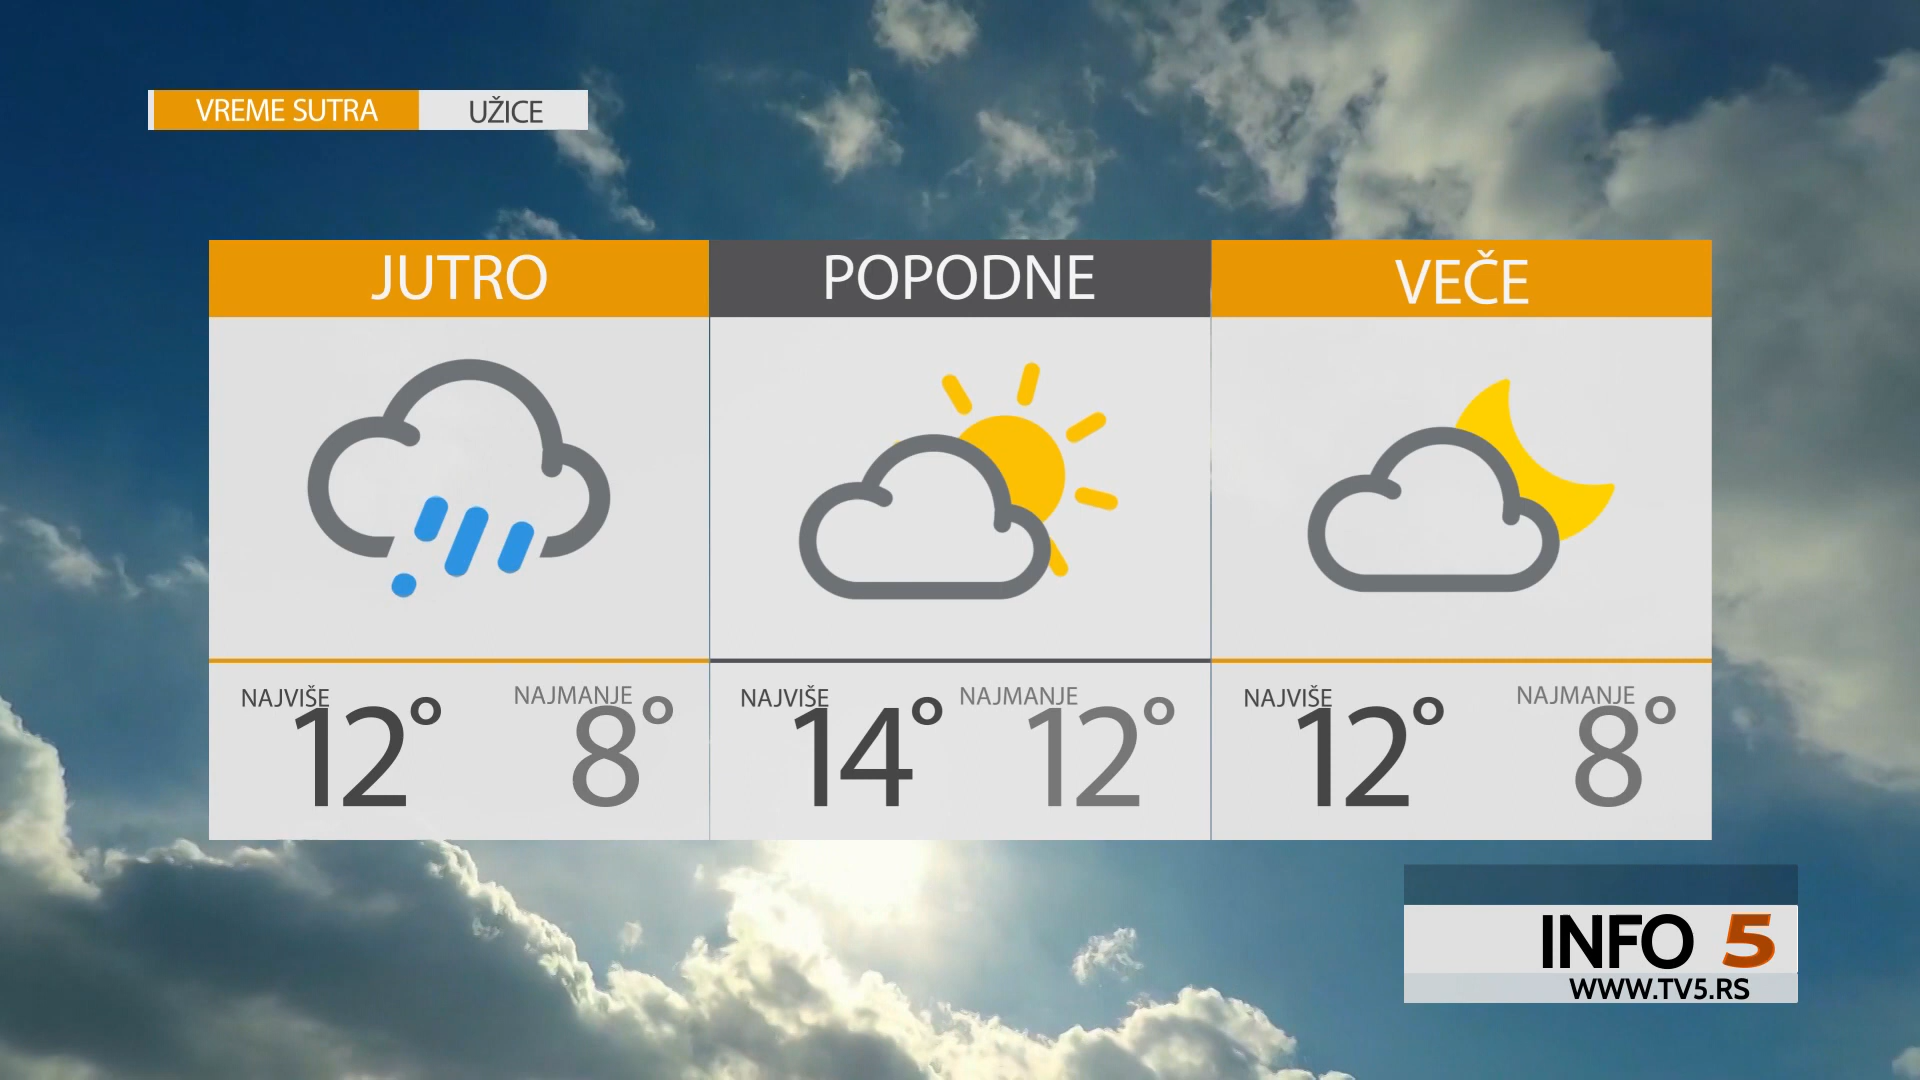 VREME SUTRA UŽICE
JUTRO POPODNE VEČE
NAJVIŠE NAJMANJE NAJVIŠE NAJMANJE NAJVIŠE NAJMANJE
12° 8° 14° 12° 12° 8°
INFO 5
WWW.TV5.RS